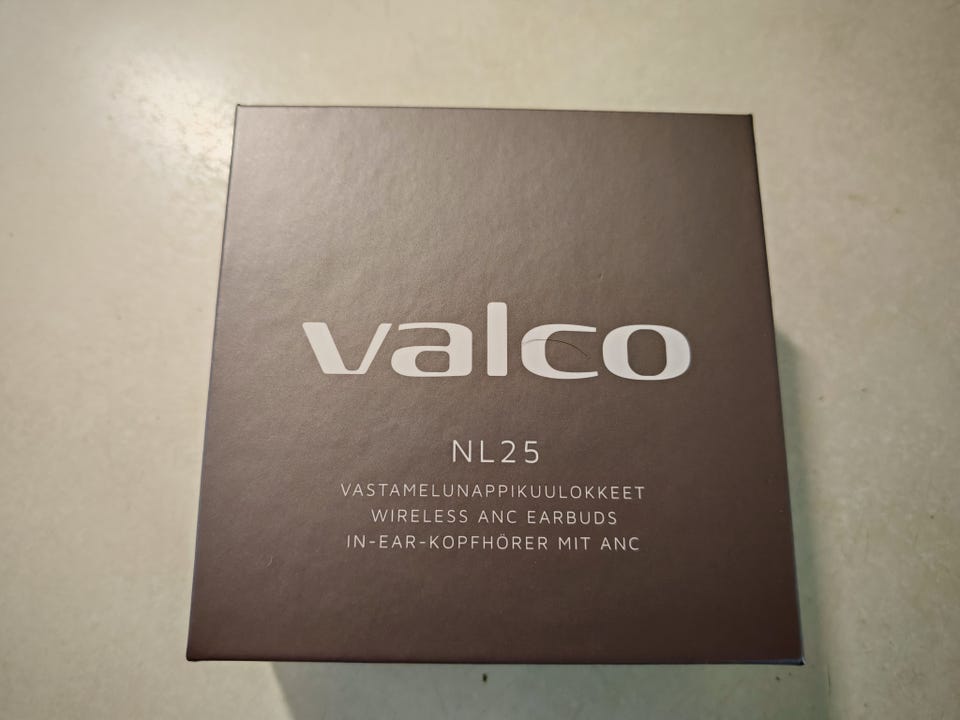 valco
NL25
VASTAMELUNAPPIKUULOKKEET
WIRELESS ANC EARBUDS
IN-EAR-KOPFHÖRER MIT ANC